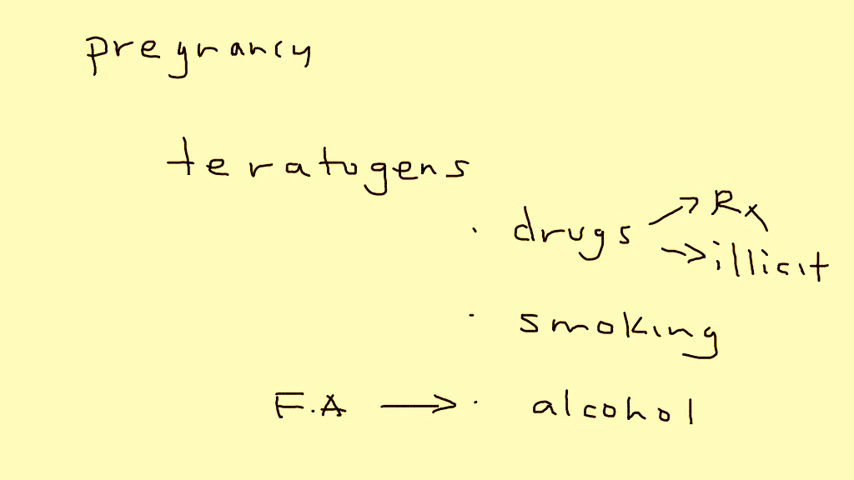 pregnancy
teratogens
· drugs → Rx
→ illicit
· smoking
F.A → · alcohol